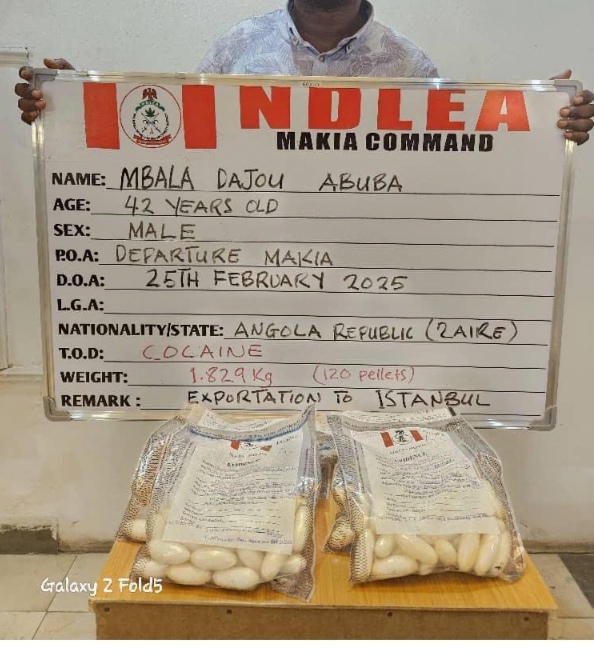 NDLEA
MAKIA COMMAND
NAME: MBALA DAJOU ABUBA
AGE: 42 YEARS OLD
SEX: MALE
P.O.A: DEPARTURE MAKIA
D.O.A: 25TH FEBRUARY 2025
L.G.A:
NATIONALITY/STATE: ANGOLA REPUBLIC (ZAIRE)
T.O.D: COCAINE
WEIGHT: 1.829 Kg (120 pellets)
REMARK: EXPORTATION TO ISTANBUL
EVIDENCE
Galaxy Z Fold5